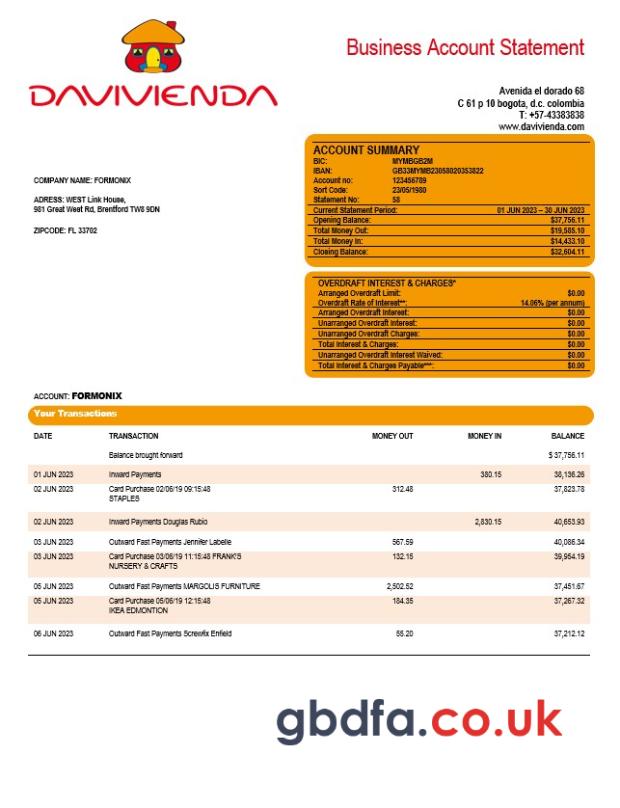 DAVIVIENDA
Business Account Statement
Avenida el dorado 68
C 61 p 10 bogota, d.c. colombia
T: +57-43383838
www.davivienda.com
COMPANY NAME: FORMONIX
ADRESS: WEST Link House,
981 Great West Rd, Brentford TW8 9DN
ZIPCODE: FL 33702
ACCOUNT SUMMARY
BIC: MYMBGB2M
IBAN: GB33MYMB23058020353822
Account no: 123456789
Sort Code: 23/05/1980
Statement No: 58
Current Statement Period: 01 JUN 2023 – 30 JUN 2023
Opening Balance: $37,756.11
Total Money Out: $19,585.10
Total Money In: $14,433.10
Closing Balance: $32,604.11
OVERDRAFT INTEREST & CHARGES*
Arranged Overdraft Limit: $0.00
Overdraft Rate of Interest**: 14.06% (per annum)
Arranged Overdraft Interest: $0.00
Unarranged Overdraft Interest: $0.00
Unarranged Overdraft Charges: $0.00
Total Interest & Charges: $0.00
Unarranged Overdraft Interest Waived: $0.00
Total Interest & Charges Payable***: $0.00
ACCOUNT: FORMONIX
Your Transactions
DATE TRANSACTION MONEY OUT MONEY IN BALANCE
Balance brought forward $ 37,756.11
01 JUN 2023 Inward Payments 380.15 38,136.26
02 JUN 2023 Card Purchase 02/06/19 09:15:48 312.48 37,823.78
STAPLES
02 JUN 2023 Inward Payments Douglas Rubio 2,830.15 40,653.93
03 JUN 2023 Outward Fast Payments Jennifer Labelle 567.59 40,086.34
03 JUN 2023 Card Purchase 03/06/19 11:15:48 FRANK'S 132.15 39,954.19
NURSERY & CRAFTS
05 JUN 2023 Outward Fast Payments MARGOLIS FURNITURE 2,502.52 37,451.67
05 JUN 2023 Card Purchase 05/06/19 12:15:48 184.35 37,267.32
IKEA EDMONTION
06 JUN 2023 Outward Fast Payments Screwfix Enfield 55.20 37,212.12
gbdfa.co.uk